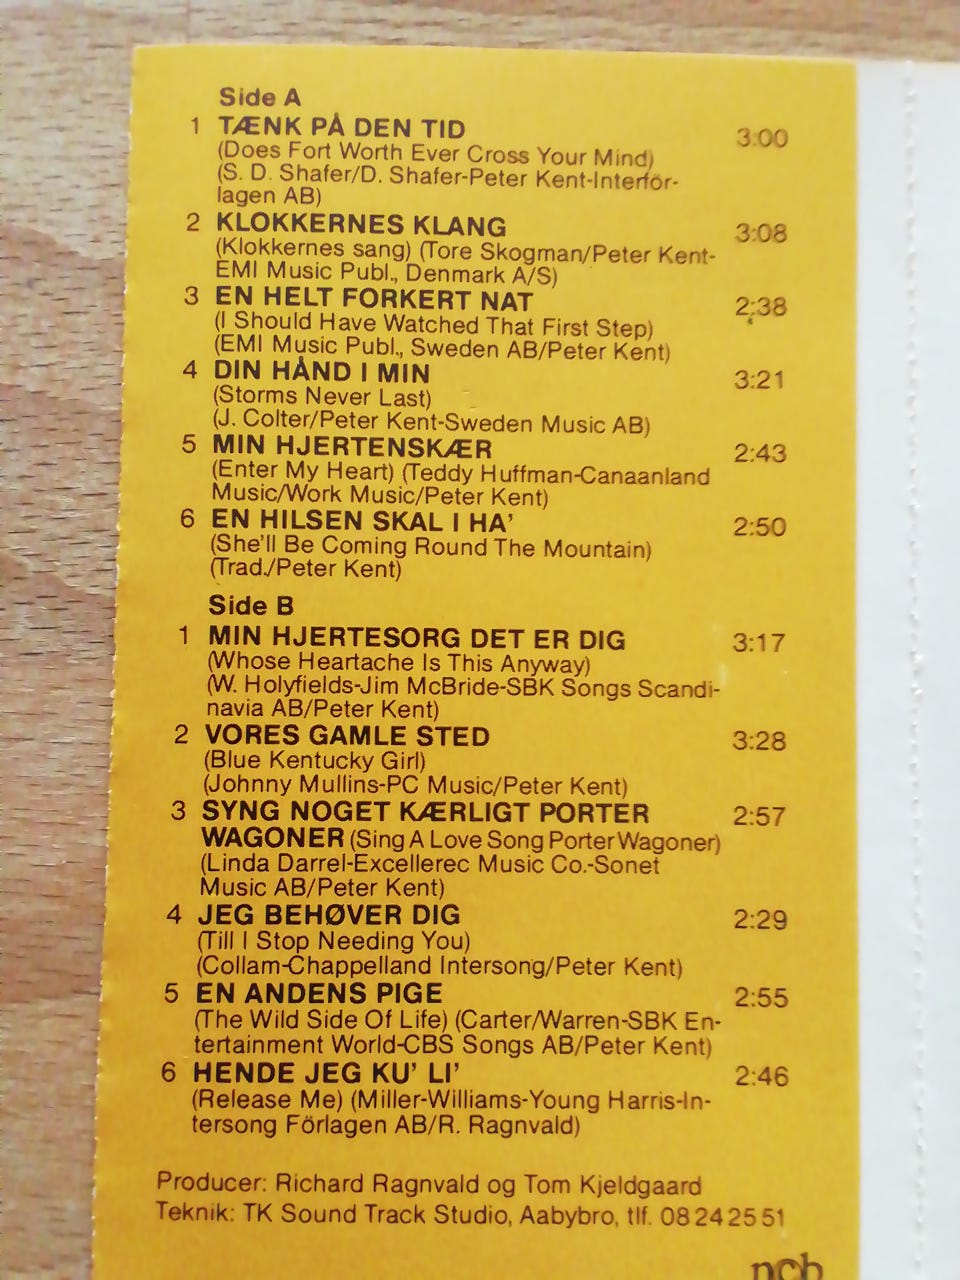 Side A
1 TÆNK PÅ DEN TID 3:00
(Does Fort Worth Ever Cross Your Mind)
(S. D. Shafer/D. Shafer-Peter Kent-Interför-
lagen AB)
2 KLOKKERNES KLANG 3:08
(Klokkernes sang) (Tore Skogman/Peter Kent-
EMI Music Publ., Denmark A/S)
3 EN HELT FORKERT NAT 2:38
(I Should Have Watched That First Step)
(EMI Music Publ., Sweden AB/Peter Kent)
4 DIN HÅND I MIN 3:21
(Storms Never Last)
(J. Colter/Peter Kent-Sweden Music AB)
5 MIN HJERTENSKÆR 2:43
(Enter My Heart) (Teddy Huffman-Canaanland
Music/Work Music/Peter Kent)
6 EN HILSEN SKAL I HA' 2:50
(She'll Be Coming Round The Mountain)
(Trad./Peter Kent)
Side B
1 MIN HJERTESORG DET ER DIG 3:17
(Whose Heartache Is This Anyway)
(W. Holyfields-Jim McBride-SBK Songs Scandi-
navia AB/Peter Kent)
2 VORES GAMLE STED 3:28
(Blue Kentucky Girl)
(Johnny Mullins-PC Music/Peter Kent)
3 SYNG NOGET KÆRLIGT PORTER 2:57
WAGONER (Sing A Love Song Porter Wagoner)
(Linda Darrel-Excellerec Music Co.-Sonet
Music AB/Peter Kent)
4 JEG BEHØVER DIG 2:29
(Till I Stop Needing You)
(Collam-Chappelland Intersong/Peter Kent)
5 EN ANDENS PIGE 2:55
(The Wild Side Of Life) (Carter/Warren-SBK En-
tertainment World-CBS Songs AB/Peter Kent)
6 HENDE JEG KU' LI' 2:46
(Release Me) (Miller-Williams-Young Harris-In-
tersong Förlagen AB/R. Ragnvald)
Producer: Richard Ragnvald og Tom Kjeldgaard
Teknik: TK Sound Track Studio, Aabybro, tlf. 08 24 25 51
ncb